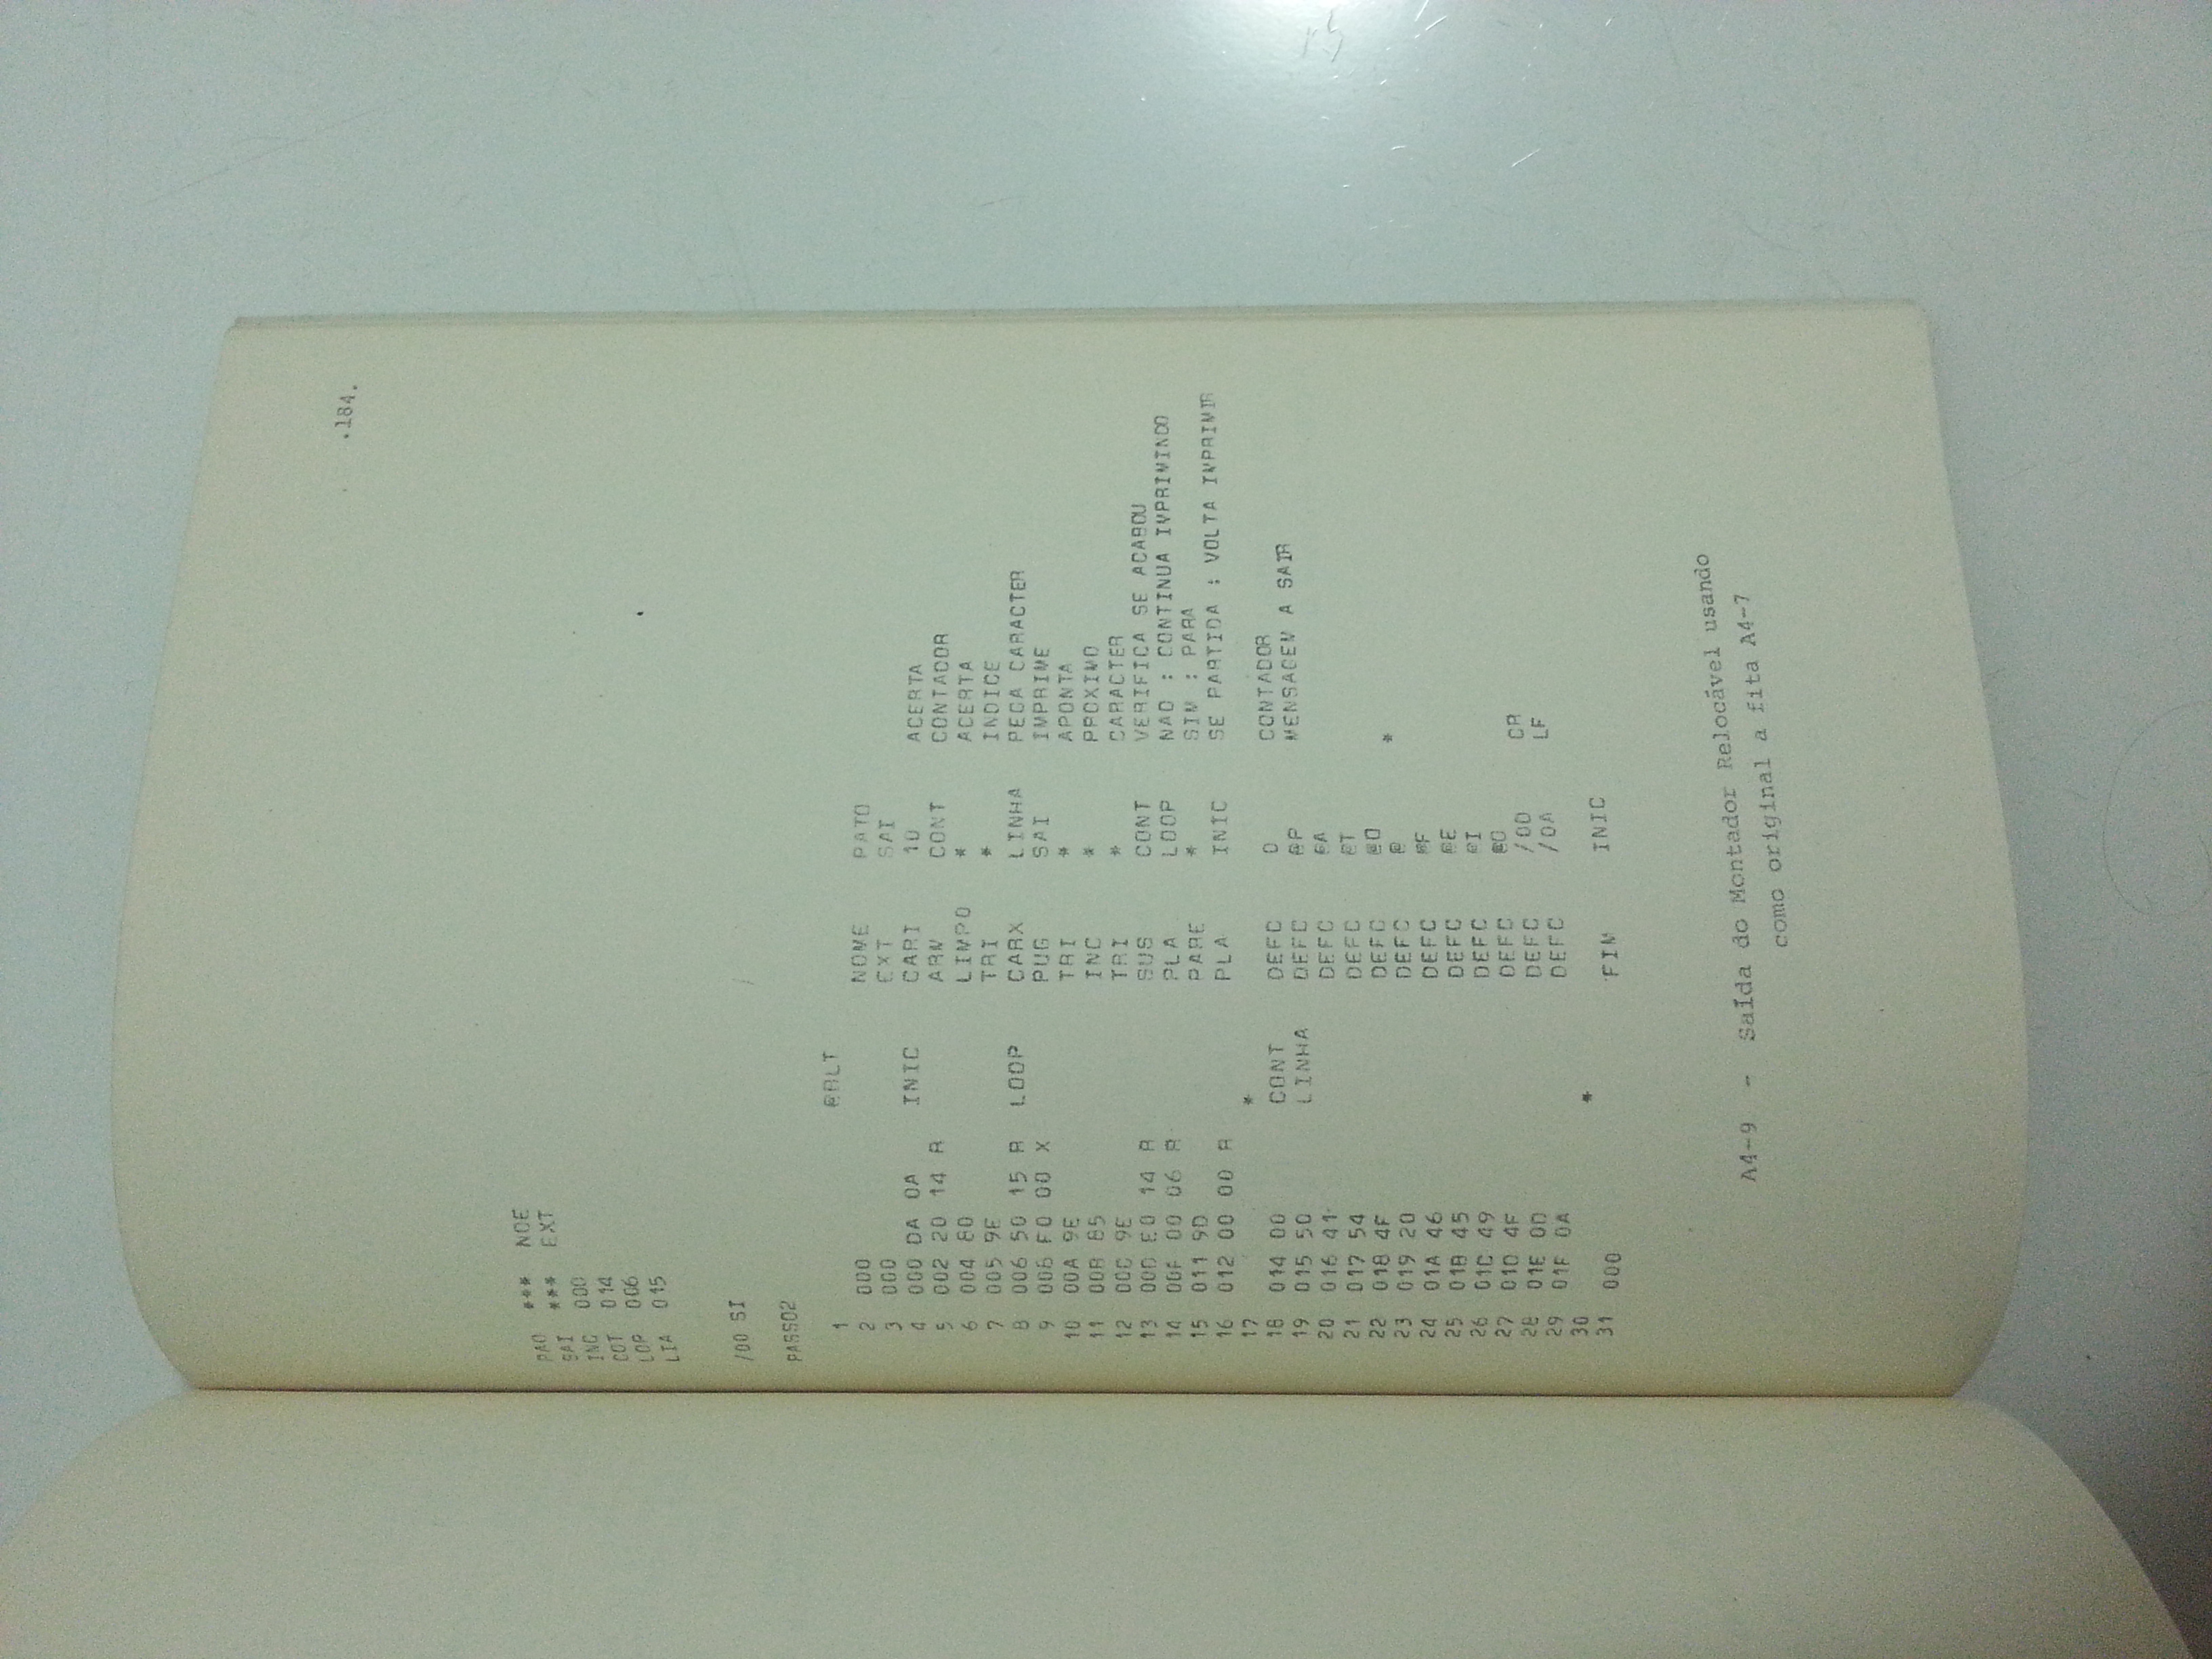 .184.
PAO *** NOE
SAI *** EXT
INC 000
COT 014
LOP 006
LIA 015
/00 SI
PASSO2
1 @RLT
2 000 NOME PATO
3 000 EXT SAI
4 000 DA 0A INIC CARI 10 ACERTA
5 002 20 14 R ARM CONT CONTADOR
6 004 80 LIMPO * ACERTA
7 005 9E TRI * INDICE
8 006 50 15 R LOOP CARX LINHA PEGA CARACTER
9 008 F0 00 X PUG SAI IMPRIME
10 00A 9E TRI * APONTA
11 00B 85 INC * PROXIMO
12 00C 9E TRI * CARACTER
13 00D E0 14 R SUS CONT VERIFICA SE ACABOU
14 00F 00 06 R PLA LOOP NAO : CONTINUA IMPRIMINDO
15 011 9D PARE * SIM : PARA
16 012 00 00 R PLA INIC SE PARTIDA : VOLTA IMPRIMIR
17 *
18 014 00 CONT DEFC 0 CONTADOR
19 015 50 LINHA DEFC @P MENSAGEM A SAIR
20 016 41 DEFC @A
21 017 54 DEFC @T
22 018 4F DEFC @O
23 019 20 DEFC @ *
24 01A 46 DEFC @F
25 01B 45 DEFC @E
26 01C 49 DEFC @I
27 01D 4F DEFC @O
28 01E 0D DEFC /0D CR
29 01F 0A DEFC /0A LF
30 *
31 000 FIM INIC
A4-9 - Saída do Montador Relocável usando
como original a fita A4-7